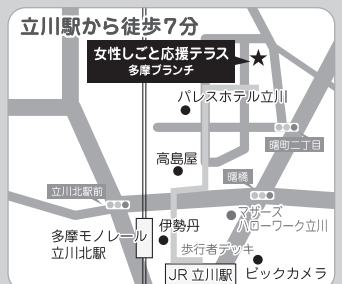 立川駅から徒歩7分
女性しごと応援テラス
多摩ブランチ
パレスホテル立川
曙町二丁目
高島屋
曙橋
立川北駅前
マザーズ
ハローワーク立川
伊勢丹
多摩モノレール
立川北駅
歩行者デッキ
JR 立川駅
ビックカメラ